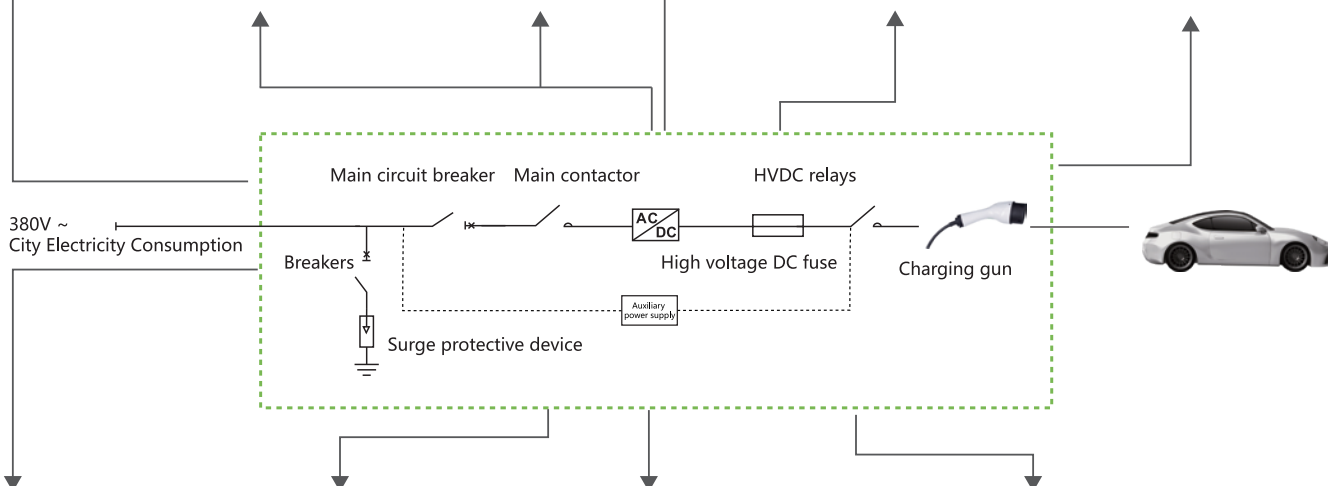 Main circuit breaker
Main contactor
HVDC relays
380V ~
City Electricity Consumption
AC
DC
Breakers
High voltage DC fuse
Charging gun
Auxiliary
power supply
Surge protective device